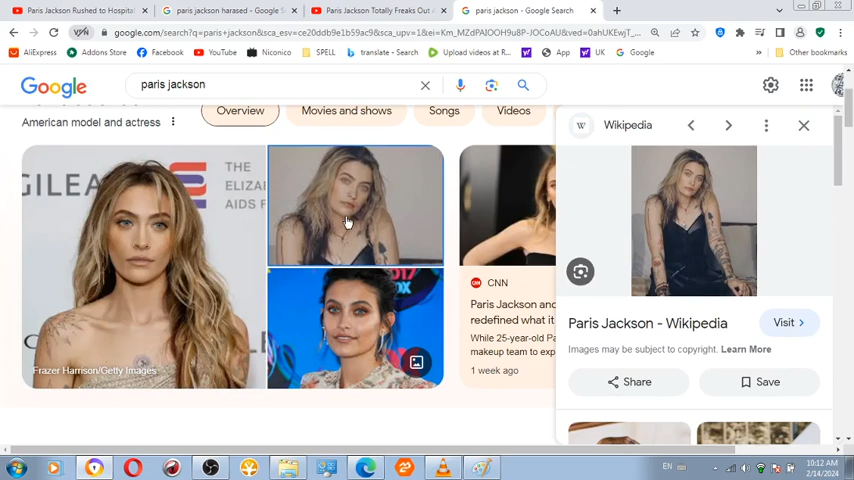 Paris Jackson Rushed to Hospital
paris jackson harased - Google S
Paris Jackson Totally Freaks Out
paris jackson - Google Search
VPN
google.com/search?q=paris+jackson&sca_esv=ce20ddb9e1b59ac9&sca_upv=1&ei=Km_MZdPAIOOH9u8P-JOCoAU&ved=0ahUKEwjT_...
AliExpress
Addons Store
Facebook
YouTube
Niconico
SPELL
translate - Search
Upload videos at r...
App
UK
Google
Other bookmarks
Google
paris jackson
Overview
Movies and shows
Songs
Videos
American model and actress
GILEA
THE
ELIZA
AIDS F
Frazer Harrison/Getty Images
FOX
CNN
Paris Jackson and
redefined what it
While 25-year-old Pa
makeup team to exp
1 week ago
W
Wikipedia
Paris Jackson - Wikipedia
Visit
Images may be subject to copyright. Learn More
Share
Save
EN
10:12 AM
2/14/2024